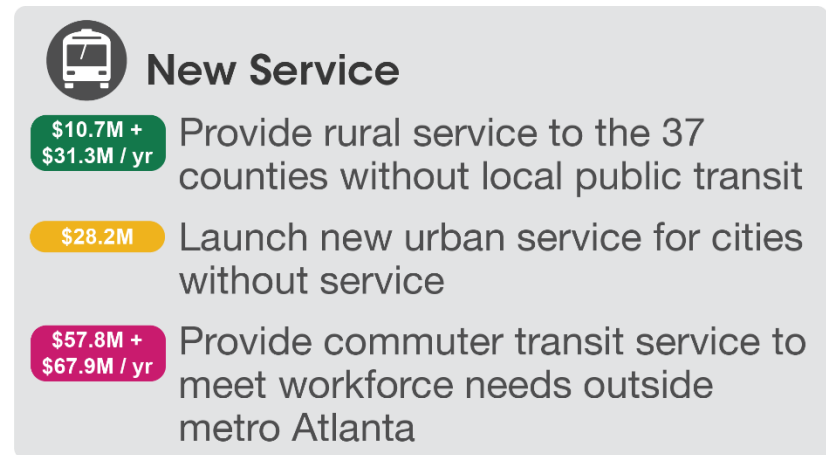 New Service
$10.7M +
$31.3M / yr
Provide rural service to the 37
counties without local public transit
$28.2M
Launch new urban service for cities
without service
$57.8M +
$67.9M / yr
Provide commuter transit service to
meet workforce needs outside
metro Atlanta